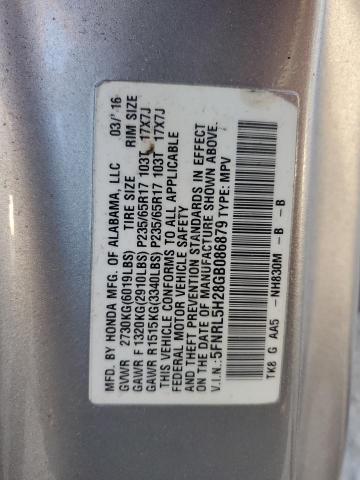 MFD. BY HONDA MFG. OF ALABAMA, LLC 03/'16
GVWR 2730KG(6019LBS) TIRE SIZE RIM SIZE
GAWR F 1320KG(2910LBS) P235/65R17 103T 17X7J
GAWR R 1515KG(3340LBS) P235/65R17 103T 17X7J
THIS VEHICLE CONFORMS TO ALL APPLICABLE
FEDERAL MOTOR VEHICLE SAFETY
AND THEFT PREVENTION STANDARDS IN EFFECT
ON THE DATE OF MANUFACTURE SHOWN ABOVE.
V.I.N.: 5FNRL5H28GB086879 TYPE: MPV
TK8 G AA5 -NH830M -B -B